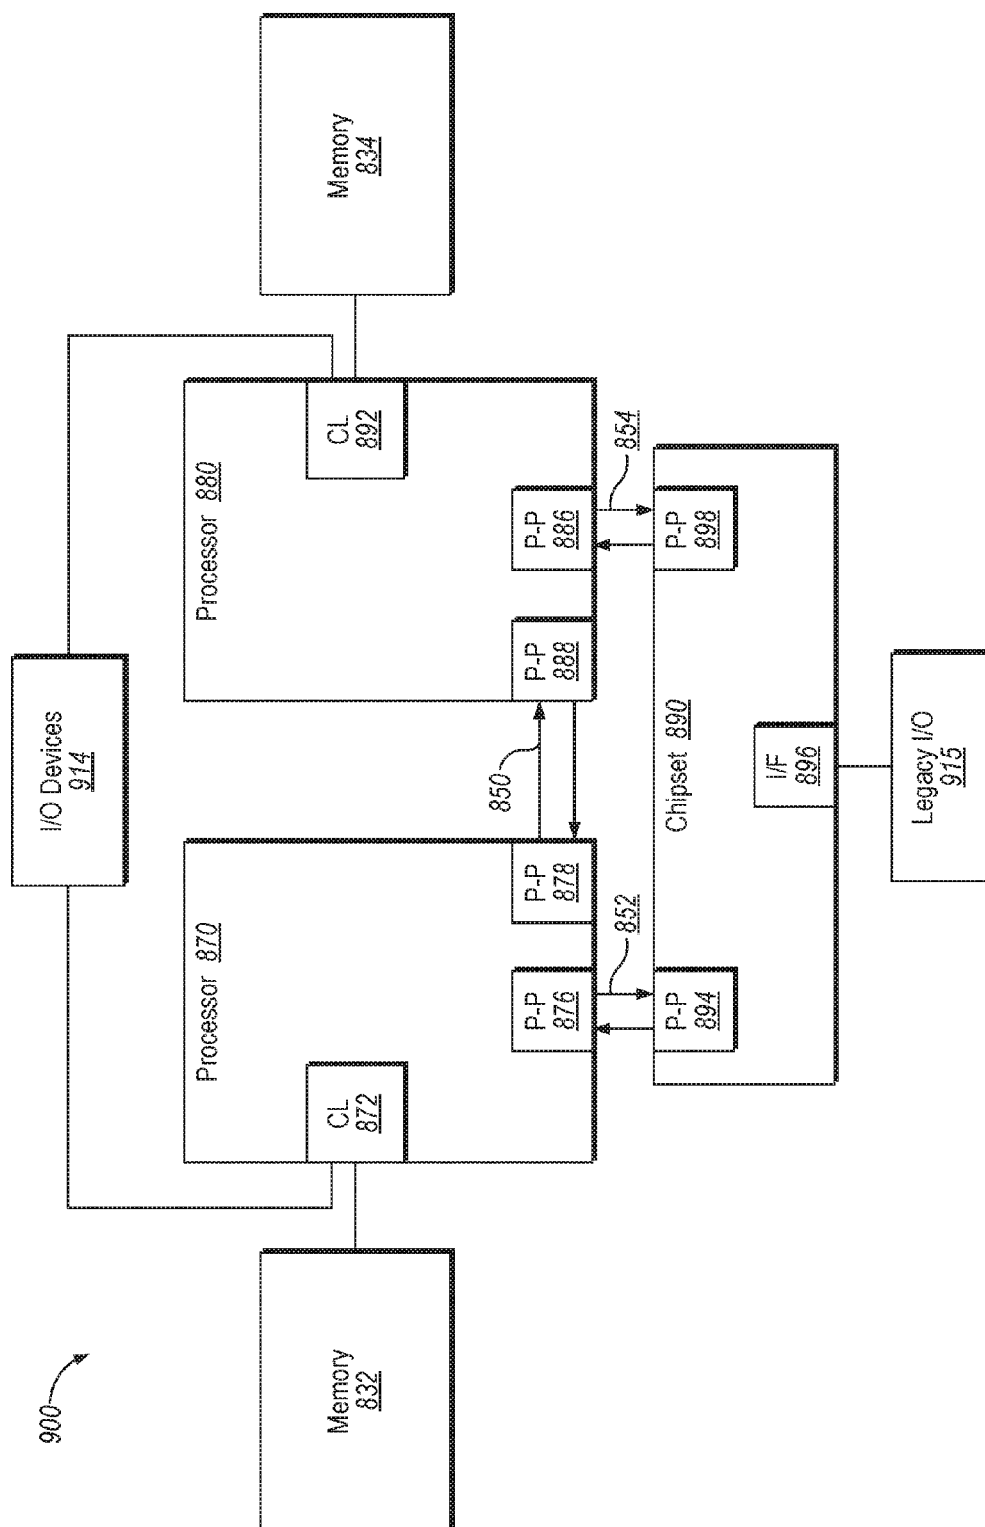 900
I/O Devices
914
Processor 870
Processor 880
Memory
832
CL
872
CL
892
Memory
834
850
P-P
876
P-P
878
P-P
888
P-P
886
852
854
P-P
894
Chipset 890
P-P
898
I/F
896
Legacy I/O
915